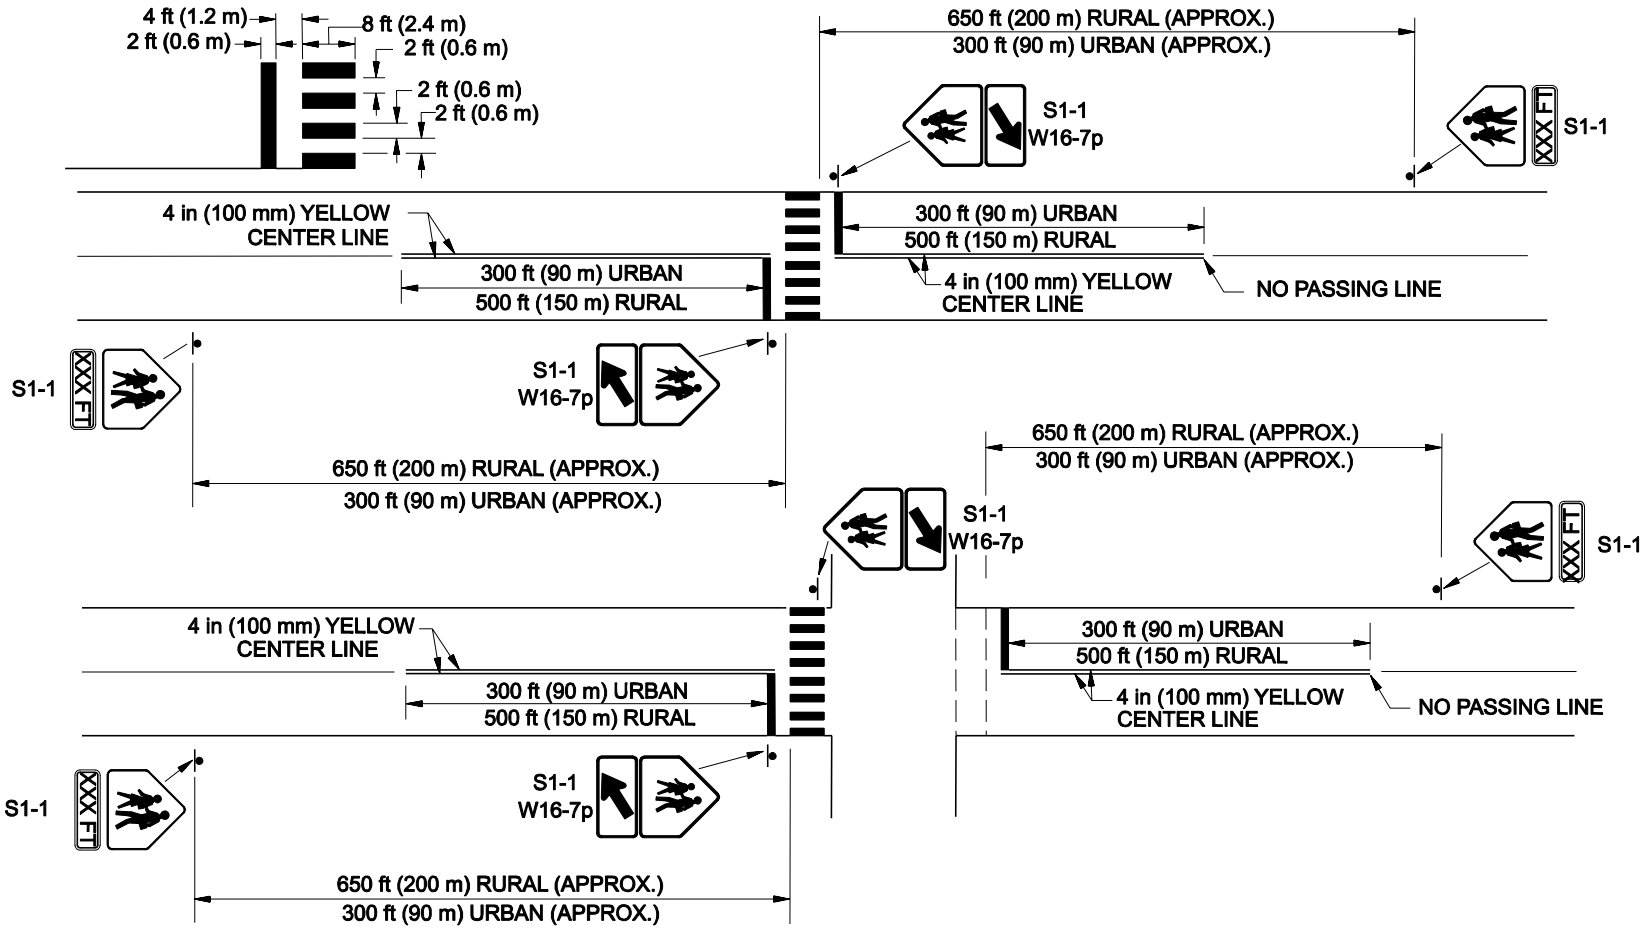 4 ft (1.2 m)
8 ft (2.4 m)
2 ft (0.6 m)
2 ft (0.6 m)
2 ft (0.6 m)
2 ft (0.6 m)
650 ft (200 m) RURAL (APPROX.)
300 ft (90 m) URBAN (APPROX.)
S1-1
W16-7p
XXX FT
S1-1
4 in (100 mm) YELLOW
CENTER LINE
300 ft (90 m) URBAN
500 ft (150 m) RURAL
300 ft (90 m) URBAN
500 ft (150 m) RURAL
4 in (100 mm) YELLOW
CENTER LINE
NO PASSING LINE
S1-1
XXX FT
S1-1
W16-7p
650 ft (200 m) RURAL (APPROX.)
300 ft (90 m) URBAN (APPROX.)
650 ft (200 m) RURAL (APPROX.)
300 ft (90 m) URBAN (APPROX.)
S1-1
W16-7p
XXX FT
S1-1
4 in (100 mm) YELLOW
CENTER LINE
300 ft (90 m) URBAN
500 ft (150 m) RURAL
300 ft (90 m) URBAN
500 ft (150 m) RURAL
4 in (100 mm) YELLOW
CENTER LINE
NO PASSING LINE
S1-1
XXX FT
S1-1
W16-7p
650 ft (200 m) RURAL (APPROX.)
300 ft (90 m) URBAN (APPROX.)